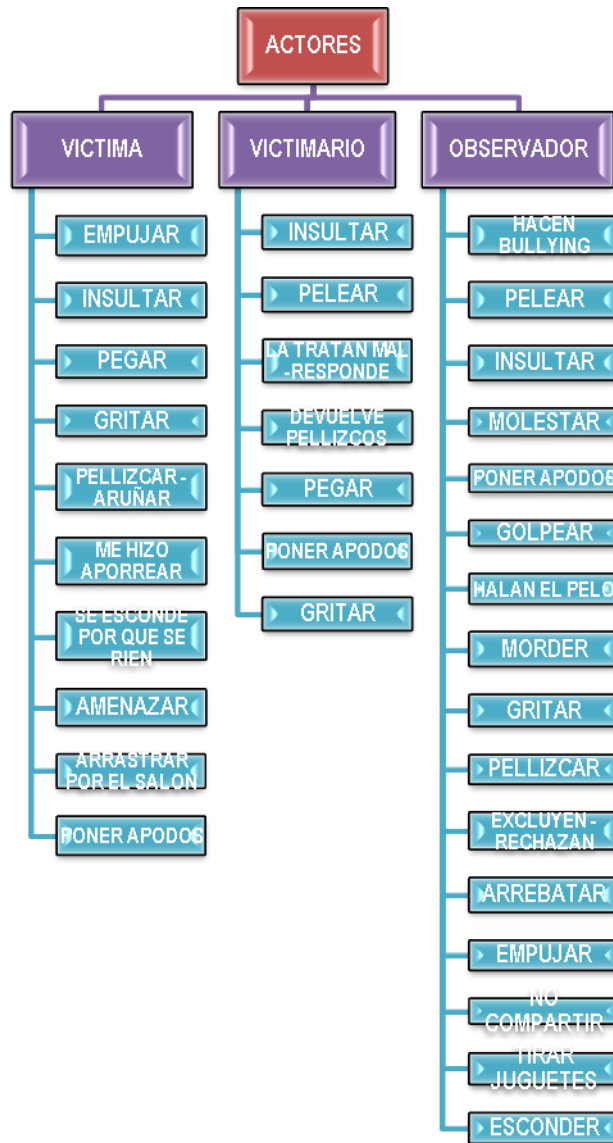 ACTORES
VICTIMA
EMPUJAR
INSULTAR
PEGAR
GRITAR
PELLIZCAR -
ARUÑAR
ME HIZO
APORREAR
SE ESCONDE
POR QUE SE
RIEN
AMENAZAR
ARRASTRAR
POR EL SALON
PONER APODOS
VICTIMARIO
INSULTAR
PELEAR
LA TRATAN MAL
-RESPONDE
DEVUELVE
PELLIZCOS
PEGAR
PONER APODOS
GRITAR
OBSERVADOR
HACEN
BULLYING
PELEAR
INSULTAR
MOLESTAR
PONER APODOS
GOLPEAR
HALAN EL PELO
MORDER
GRITAR
PELLIZCAR
EXCLUYEN -
RECHAZAN
ARREBATAR
EMPUJAR
NO
COMPARTIR
TIRAR
JUGUETES
ESCONDER